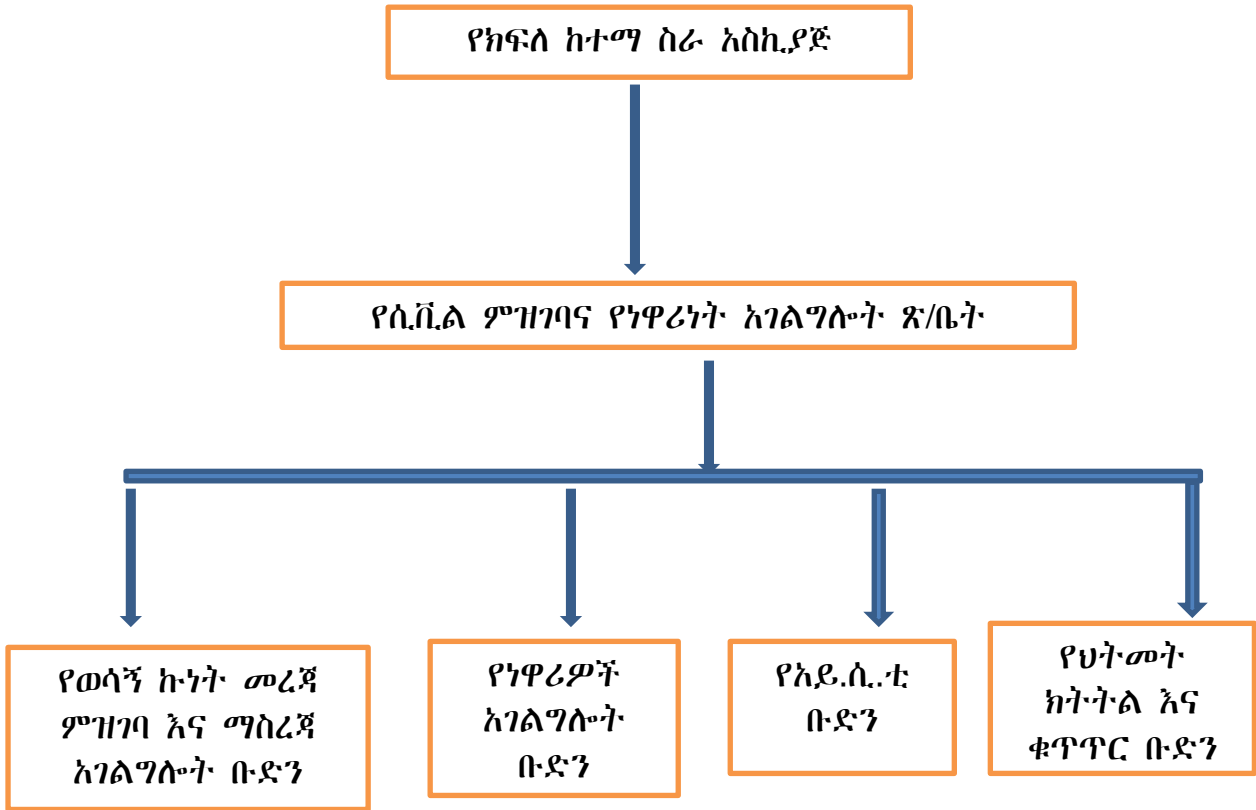 የክፍለ ከተማ ስራ አስኪያጅ
የሲቪል ምዝገባና የነዋሪነት አገልግሎት ጽ/ቤት
የወሳኝ ኩነት መረጃ
ምዝገባ እና ማስረጃ
አገልግሎት ቡድን
የነዋሪዎች
አገልግሎት
ቡድን
የአይ.ሲ.ቲ
ቡድን
የህትመት
ክትትል እና
ቁጥጥር ቡድን